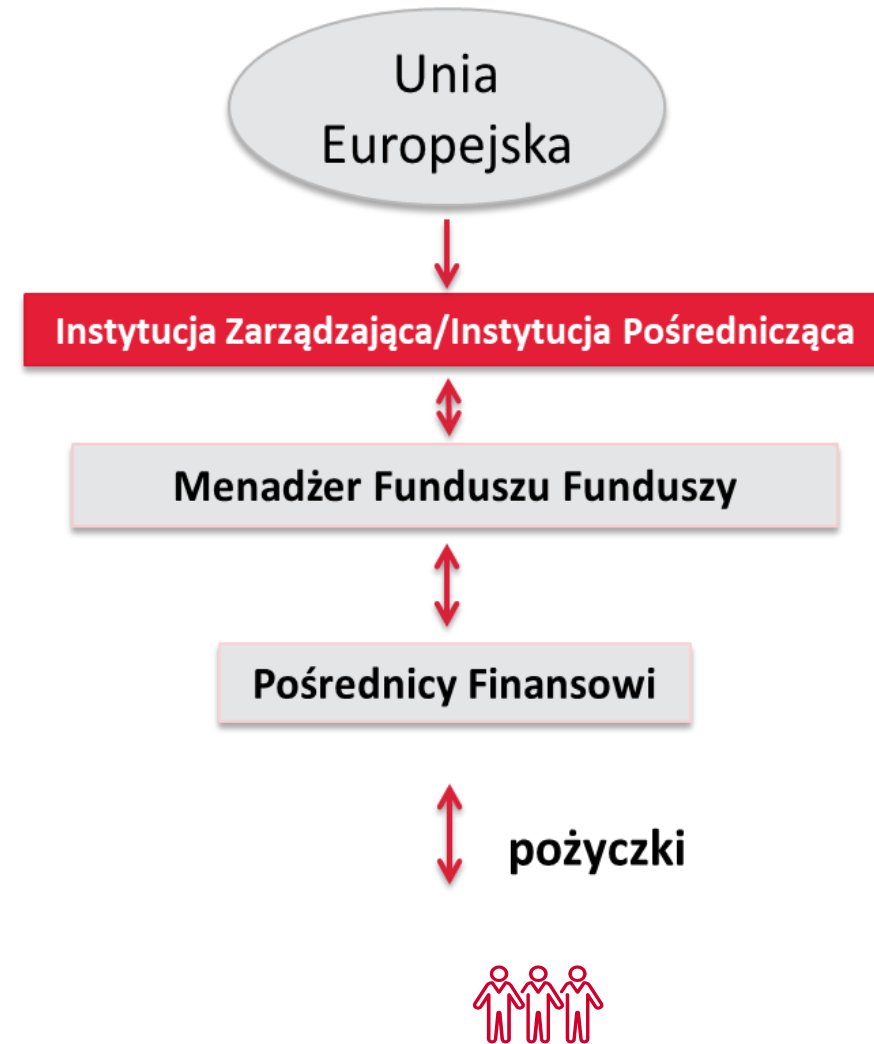 Unia
Europejska
Instytucja Zarządzająca/Instytucja Pośrednicząca
Menadżer Funduszu Funduszy
Pośrednicy Finansowi
pożyczki